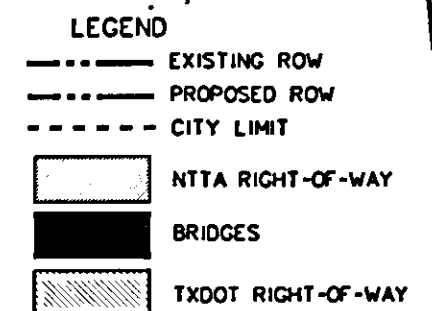 LEGEND
EXISTING ROW
PROPOSED ROW
CITY LIMIT
NTTA RIGHT-OF-WAY
BRIDGES
TXDOT RIGHT-OF-WAY